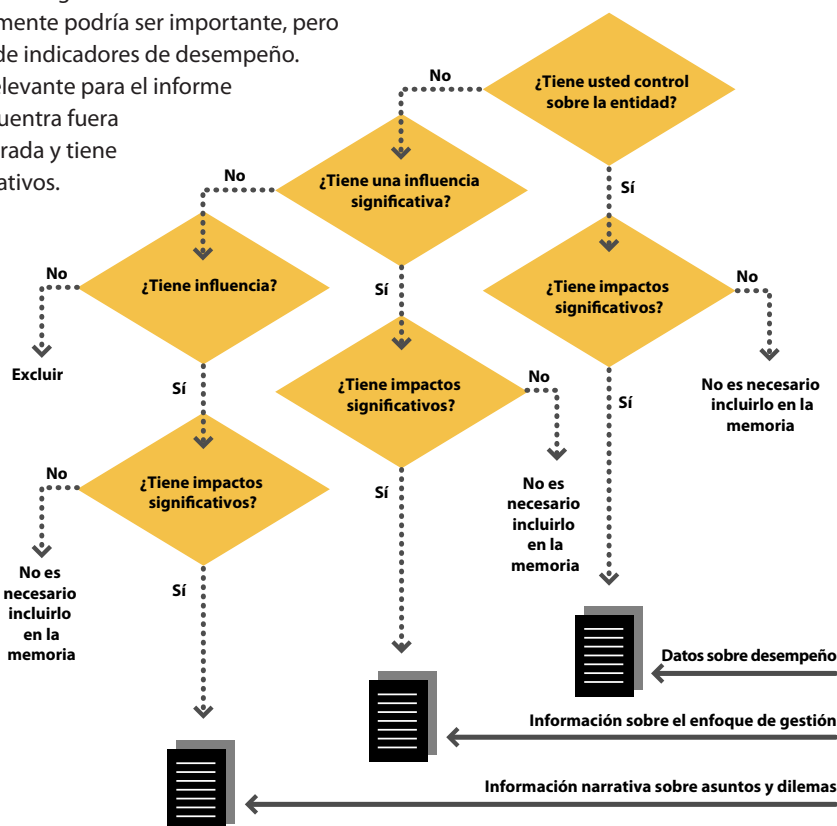 mente podría ser importante, pero
de indicadores de desempeño.
elevante para el informe
uentra fuera
rada y tiene
ativos.
¿Tiene usted control
sobre la entidad?
No
Sí
¿Tiene una influencia
significativa?
No
Sí
¿Tiene influencia?
No
Excluir
Sí
¿Tiene impactos
significativos?
No
No es necesario
incluirlo en la
memoria
Sí
¿Tiene impactos
significativos?
No
No es
necesario
incluirlo
en la
memoria
Sí
¿Tiene impactos
significativos?
No
No es
necesario
incluirlo
en la
memoria
Sí
Datos sobre desempeño
Información sobre el enfoque de gestión
Información narrativa sobre asuntos y dilemas